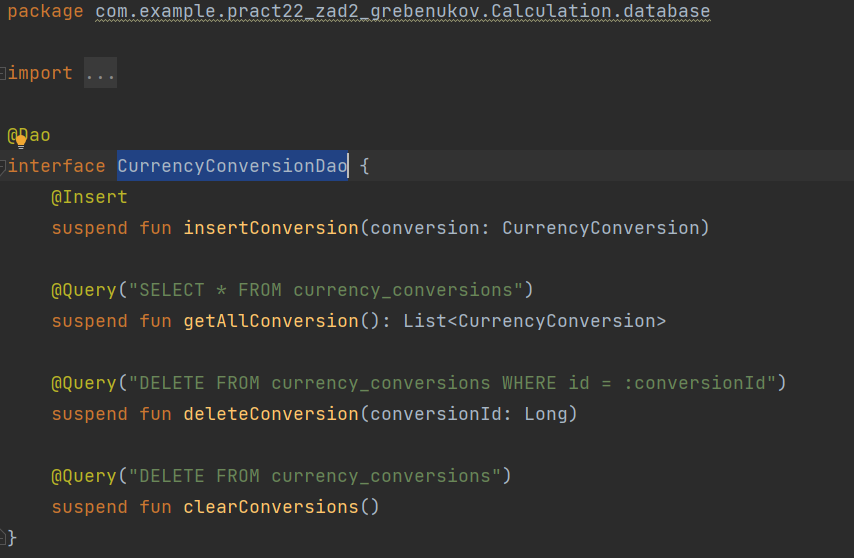 package com.example.pract22_zad2_grebenukov.Calculation.database
import ...
@Dao
interface CurrencyConversionDao {
@Insert
suspend fun insertConversion(conversion: CurrencyConversion)
@Query("SELECT * FROM currency_conversions")
suspend fun getAllConversion(): List<CurrencyConversion>
@Query("DELETE FROM currency_conversions WHERE id = :conversionId")
suspend fun deleteConversion(conversionId: Long)
@Query("DELETE FROM currency_conversions")
suspend fun clearConversions()
}